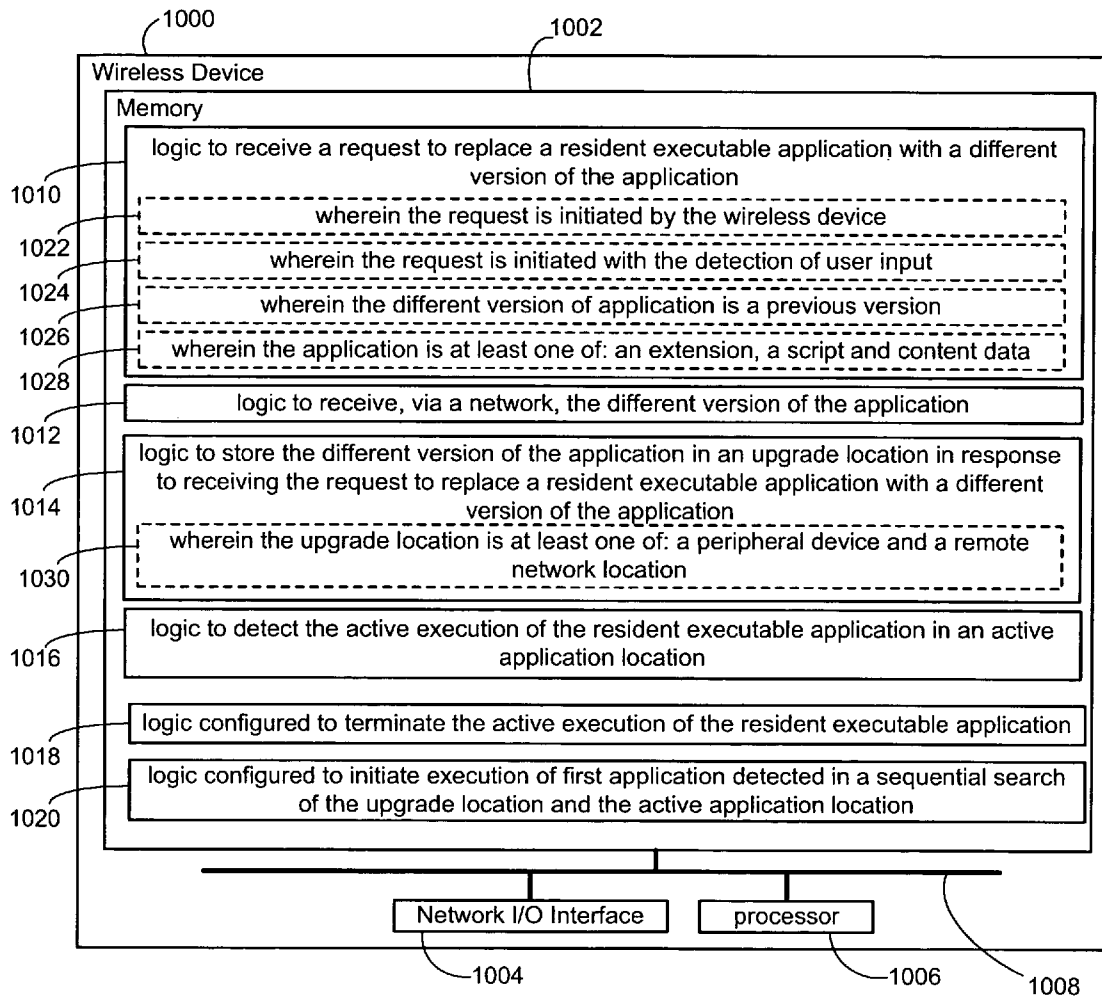 1000
1002
Wireless Device
Memory
logic to receive a request to replace a resident executable application with a different
version of the application
1010
wherein the request is initiated by the wireless device
1022
wherein the request is initiated with the detection of user input
1024
wherein the different version of application is a previous version
1026
wherein the application is at least one of: an extension, a script and content data
1028
logic to receive, via a network, the different version of the application
1012
logic to store the different version of the application in an upgrade location in response
to receiving the request to replace a resident executable application with a different
version of the application
1014
wherein the upgrade location is at least one of: a peripheral device and a remote
network location
1030
logic to detect the active execution of the resident executable application in an active
application location
1016
logic configured to terminate the active execution of the resident executable application
1018
logic configured to initiate execution of first application detected in a sequential search
of the upgrade location and the active application location
1020
Network I/O Interface
processor
1004
1006
1008